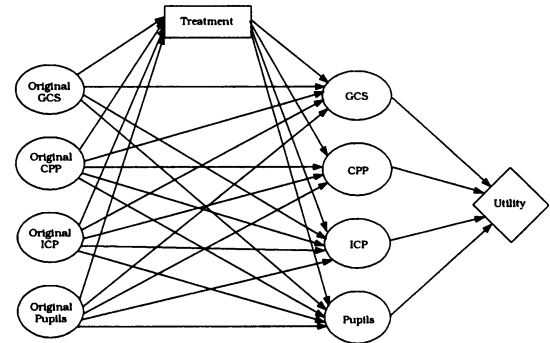 Treatment
Original
GCS
GCS
Original
CPP
CPP
Utility
Original
ICP
ICP
Original
Pupils
Pupils